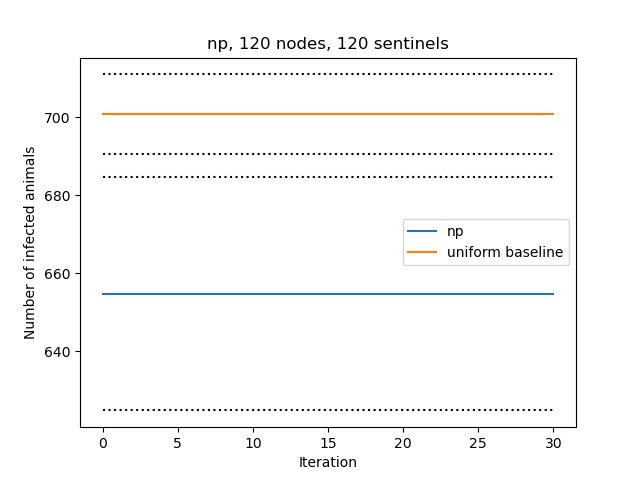 np, 120 nodes, 120 sentinels
Number of infected animals
700
680
660
640
np
uniform baseline
0 5 10 15 20 25 30
Iteration